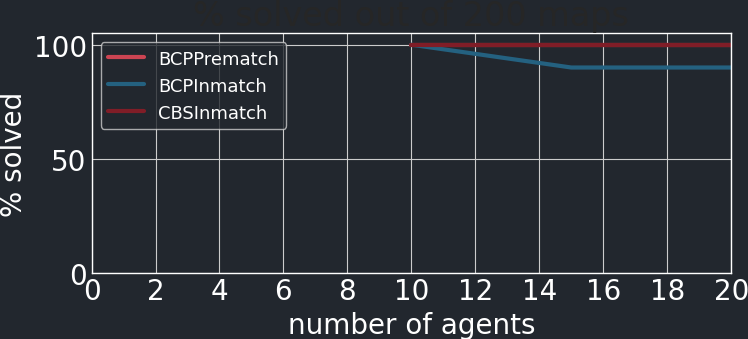 100
50
0
% solved
BCPPrematch
BCPInmatch
CBSInmatch
0 2 4 6 8 10 12 14 16 18 20
number of agents